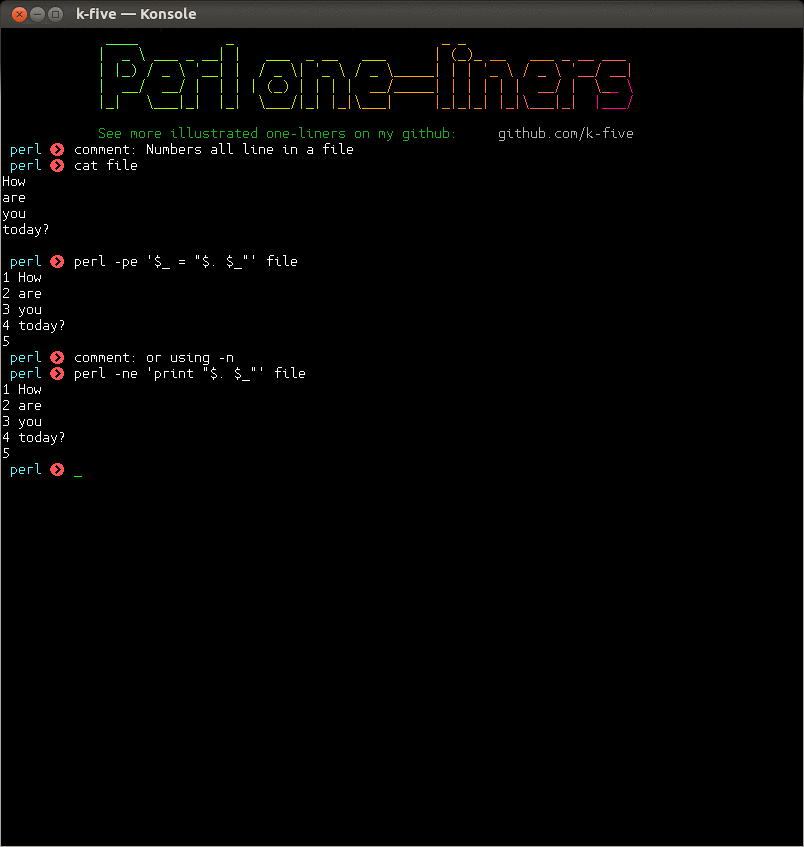 k-five — Konsole
Perl one-liners
See more illustrated one-liners on my github: github.com/k-five
perl comment: Numbers all line in a file
perl cat file
How
are
you
today?
perl perl -pe '$_ = "$. $_"' file
1 How
2 are
3 you
4 today?
5
perl comment: or using -n
perl perl -ne 'print "$. $_"' file
1 How
2 are
3 you
4 today?
5
perl _